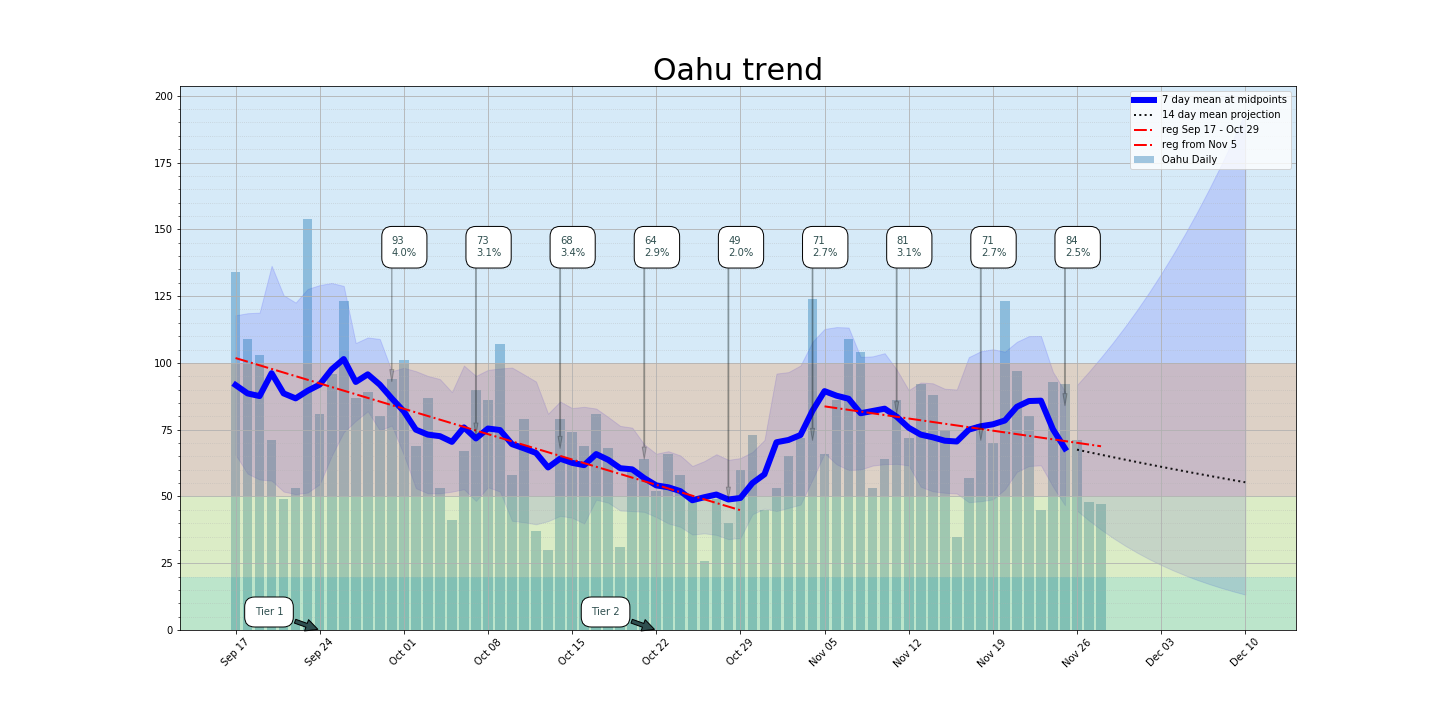 Oahu trend
200
175
150
125
100
75
50
25
0
7 day mean at midpoints
14 day mean projection
reg Sep 17 - Oct 29
reg from Nov 5
Oahu Daily
93
4.0%
73
3.1%
68
3.4%
64
2.9%
49
2.0%
71
2.7%
81
3.1%
71
2.7%
84
2.5%
Tier 1
Tier 2
Sep 17
Sep 24
Oct 01
Oct 08
Oct 15
Oct 22
Oct 29
Nov 05
Nov 12
Nov 19
Nov 26
Dec 03
Dec 10